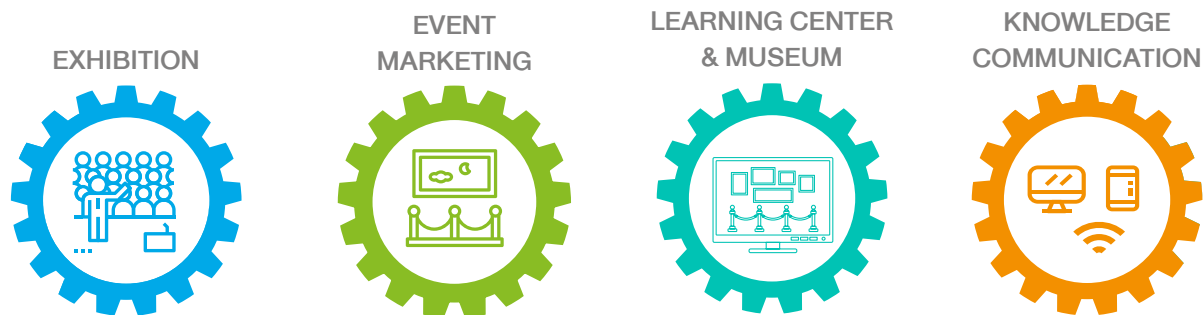 EXHIBITION
EVENT
MARKETING
LEARNING CENTER
& MUSEUM
KNOWLEDGE
COMMUNICATION